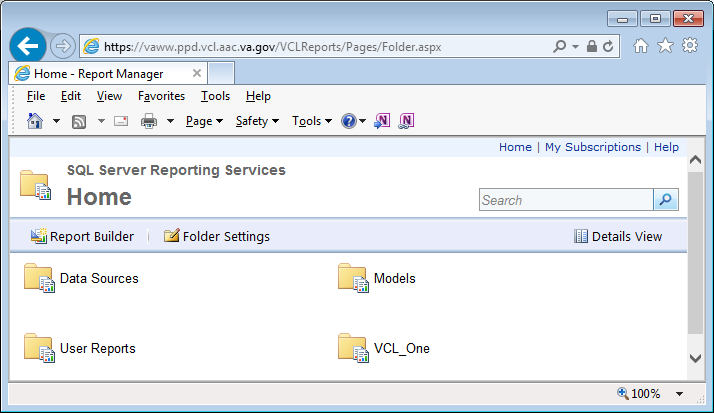 https://vaww.ppd.vcl.aac.va.gov/VCLReports/Pages/Folder.aspx
Home - Report Manager
File Edit View Favorites Tools Help
Page Safety Tools
Home | My Subscriptions | Help
SQL Server Reporting Services
Home
Search
Report Builder Folder Settings Details View
Data Sources Models
User Reports VCL_One
100%